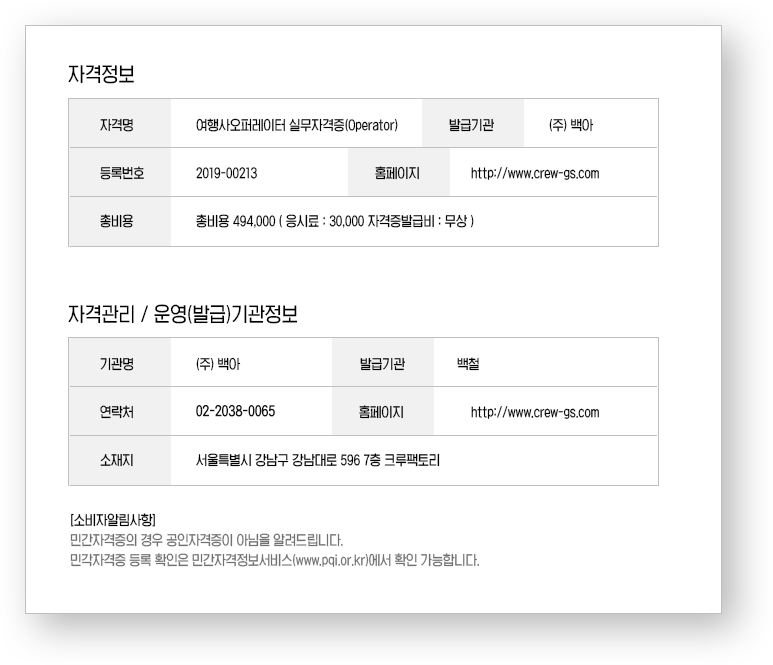 자격정보
자격명 여행사오퍼레이터 실무자격증(Operator) 발급기관 (주) 백아
등록번호 2019-00213 홈페이지 http://www.crew-gs.com
총비용 총비용 494,000 ( 응시료 : 30,000 자격증발급비 : 무상 )
자격관리 / 운영(발급)기관정보
기관명 (주) 백아 발급기관 백철
연락처 02-2038-0065 홈페이지 http://www.crew-gs.com
소재지 서울특별시 강남구 강남대로 596 7층 크루팩토리
[소비자알림사항]
민간자격증의 경우 공인자격증이 아님을 알려드립니다.
민각자격증 등록 확인은 민간자격정보서비스(www.pqi.or.kr)에서 확인 가능합니다.